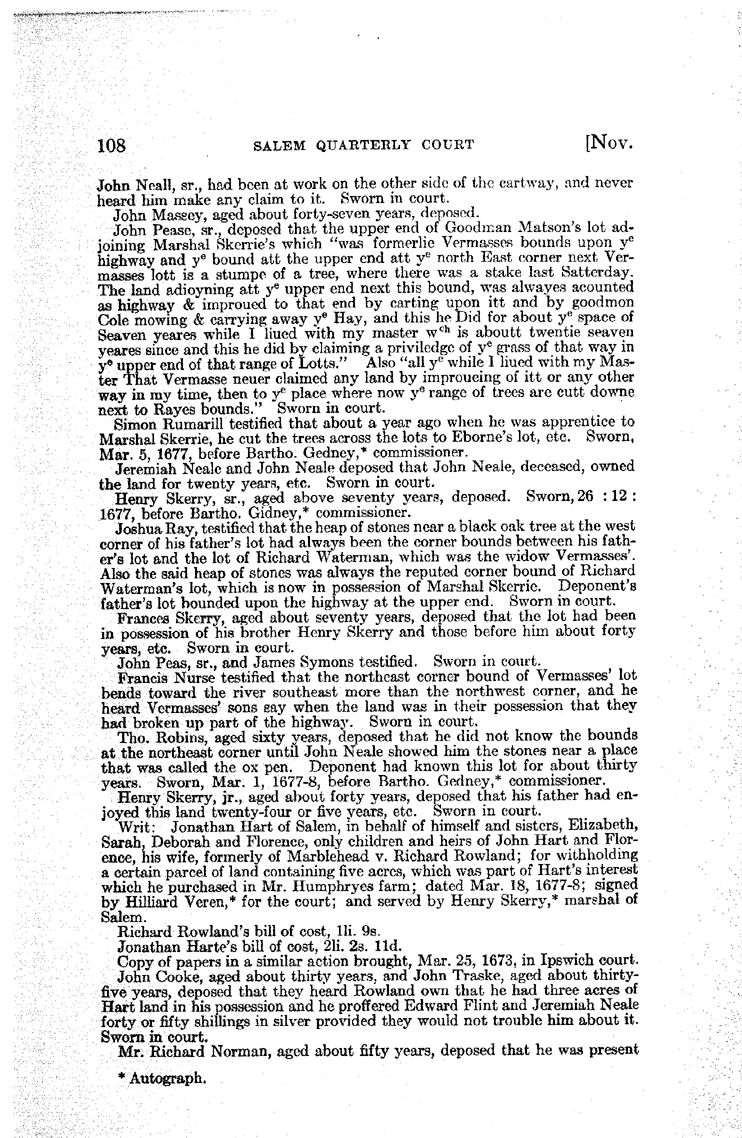 108 SALEM QUARTERLY COURT [Nov.
John Neall, sr., had been at work on the other side of the cartway, and never
heard him make any claim to it. Sworn in court.
John Massey, aged about forty-seven years, deposed.
John Pease, sr., deposed that the upper end of Goodman Matson's lot ad-
joining Marshal Skerrie's which "was formerlie Vermasses bounds upon yᵉ
highway and yᵉ bound att the upper end att yᵉ north East corner next Ver-
masses lott is a stumpe of a tree, where there was a stake last Satterday.
The land adioyning att yᵉ upper end next this bound, was alwayes acounted
as highway & improued to that end by carting upon itt and by goodmon
Cole mowing & carrying away yᵉ Hay, and this he Did for about yᵉ space of
Seaven yeares while I liued with my master wᶜʰ is aboutt twentie seaven
yeares since and this he did by claiming a priviledge of yᵉ grass of that way in
yᵉ upper end of that range of Lotts." Also "all yᵉ while I liued with my Mas-
ter That Vermasse neuer claimed any land by improueing of itt or any other
way in my time, then to yᵉ place where now yᵉ range of trees are cutt downe
next to Rayes bounds." Sworn in court.
Simon Rumarill testified that about a year ago when he was apprentice to
Marshal Skerrie, he cut the trees across the lots to Eborne's lot, etc. Sworn,
Mar. 5, 1677, before Bartho. Gedney,* commissioner.
Jeremiah Neale and John Neale deposed that John Neale, deceased, owned
the land for twenty years, etc. Sworn in court.
Henry Skerry, sr., aged above seventy years, deposed. Sworn, 26 : 12 :
1677, before Bartho. Gidney,* commissioner.
Joshua Ray, testified that the heap of stones near a black oak tree at the west
corner of his father's lot had always been the corner bounds between his fath-
er's lot and the lot of Richard Waterman, which was the widow Vermasses'.
Also the said heap of stones was always the reputed corner bound of Richard
Waterman's lot, which is now in possession of Marshal Skerrie. Deponent's
father's lot bounded upon the highway at the upper end. Sworn in court.
Frances Skerry, aged about seventy years, deposed that the lot had been
in possession of his brother Henry Skerry and those before him about forty
years, etc. Sworn in court.
John Peas, sr., and James Symons testified. Sworn in court.
Francis Nurse testified that the northeast corner bound of Vermasses' lot
bends toward the river southeast more than the northwest corner, and he
heard Vermasses' sons say when the land was in their possession that they
had broken up part of the highway. Sworn in court.
Tho. Robins, aged sixty years, deposed that he did not know the bounds
at the northeast corner until John Neale showed him the stones near a place
that was called the ox pen. Deponent had known this lot for about thirty
years. Sworn, Mar. 1, 1677-8, before Bartho. Gedney,* commissioner.
Henry Skerry, jr., aged about forty years, deposed that his father had en-
joyed this land twenty-four or five years, etc. Sworn in court.
Writ: Jonathan Hart of Salem, in behalf of himself and sisters, Elizabeth,
Sarah, Deborah and Florence, only children and heirs of John Hart and Flor-
ence, his wife, formerly of Marblehead v. Richard Rowland; for withholding
a certain parcel of land containing five acres, which was part of Hart's interest
which he purchased in Mr. Humphryes farm; dated Mar. 18, 1677-8; signed
by Hilliard Veren,* for the court; and served by Henry Skerry,* marshal of
Salem.
Richard Rowland's bill of cost, 1li. 9s.
Jonathan Harte's bill of cost, 2li. 2s. 11d.
Copy of papers in a similar action brought, Mar. 25, 1673, in Ipswich court.
John Cooke, aged about thirty years, and John Traske, aged about thirty-
five years, deposed that they heard Rowland own that he had three acres of
Hart land in his possession and he proffered Edward Flint and Jeremiah Neale
forty or fifty shillings in silver provided they would not trouble him about it.
Sworn in court.
Mr. Richard Norman, aged about fifty years, deposed that he was present
* Autograph.